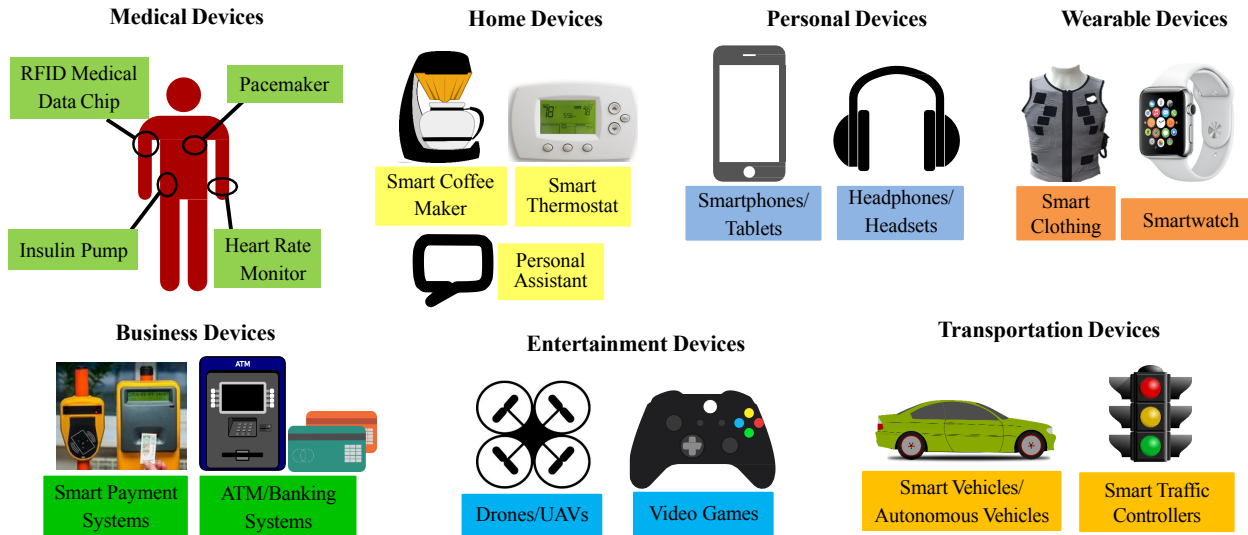 Medical Devices
RFID Medical
Data Chip
Pacemaker
Insulin Pump
Heart Rate
Monitor
Home Devices
Smart Coffee
Maker
Smart
Thermostat
Personal
Assistant
Personal Devices
Smartphones/
Tablets
Headphones/
Headsets
Wearable Devices
Smart
Clothing
Smartwatch
Business Devices
ATM
Smart Payment
Systems
ATM/Banking
Systems
Entertainment Devices
Drones/UAVs
Video Games
Transportation Devices
Smart Vehicles/
Autonomous Vehicles
Smart Traffic
Controllers